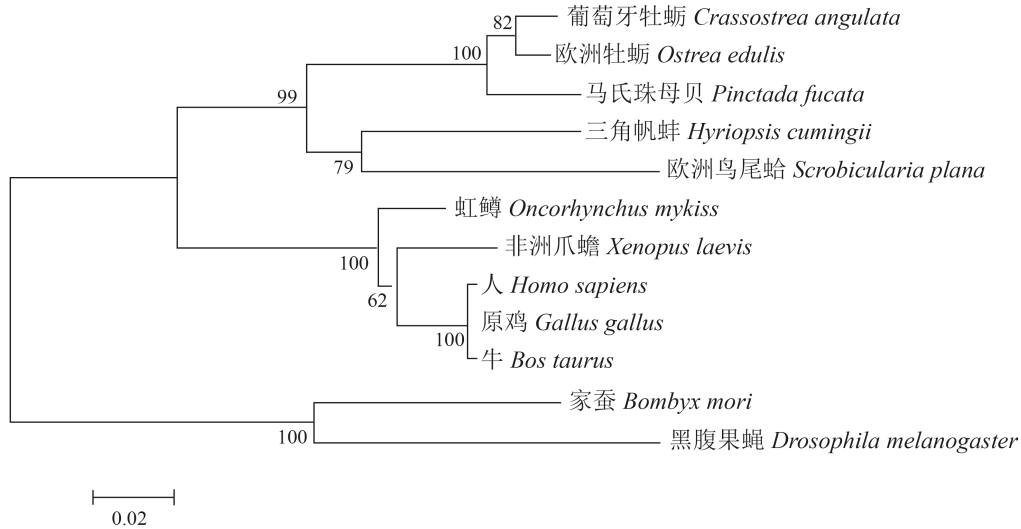 82
葡萄牙牡蛎 Crassostrea angulata
100
欧洲牡蛎 Ostrea edulis
马氏珠母贝 Pinctada fucata
99
三角帆蚌 Hyriopsis cumingii
79
欧洲鸟尾蛤 Scrobicularia plana
虹鳟 Oncorhynchus mykiss
100
非洲爪蟾 Xenopus laevis
62
人 Homo sapiens
原鸡 Gallus gallus
100
牛 Bos taurus
家蚕 Bombyx mori
100
黑腹果蝇 Drosophila melanogaster
0.02